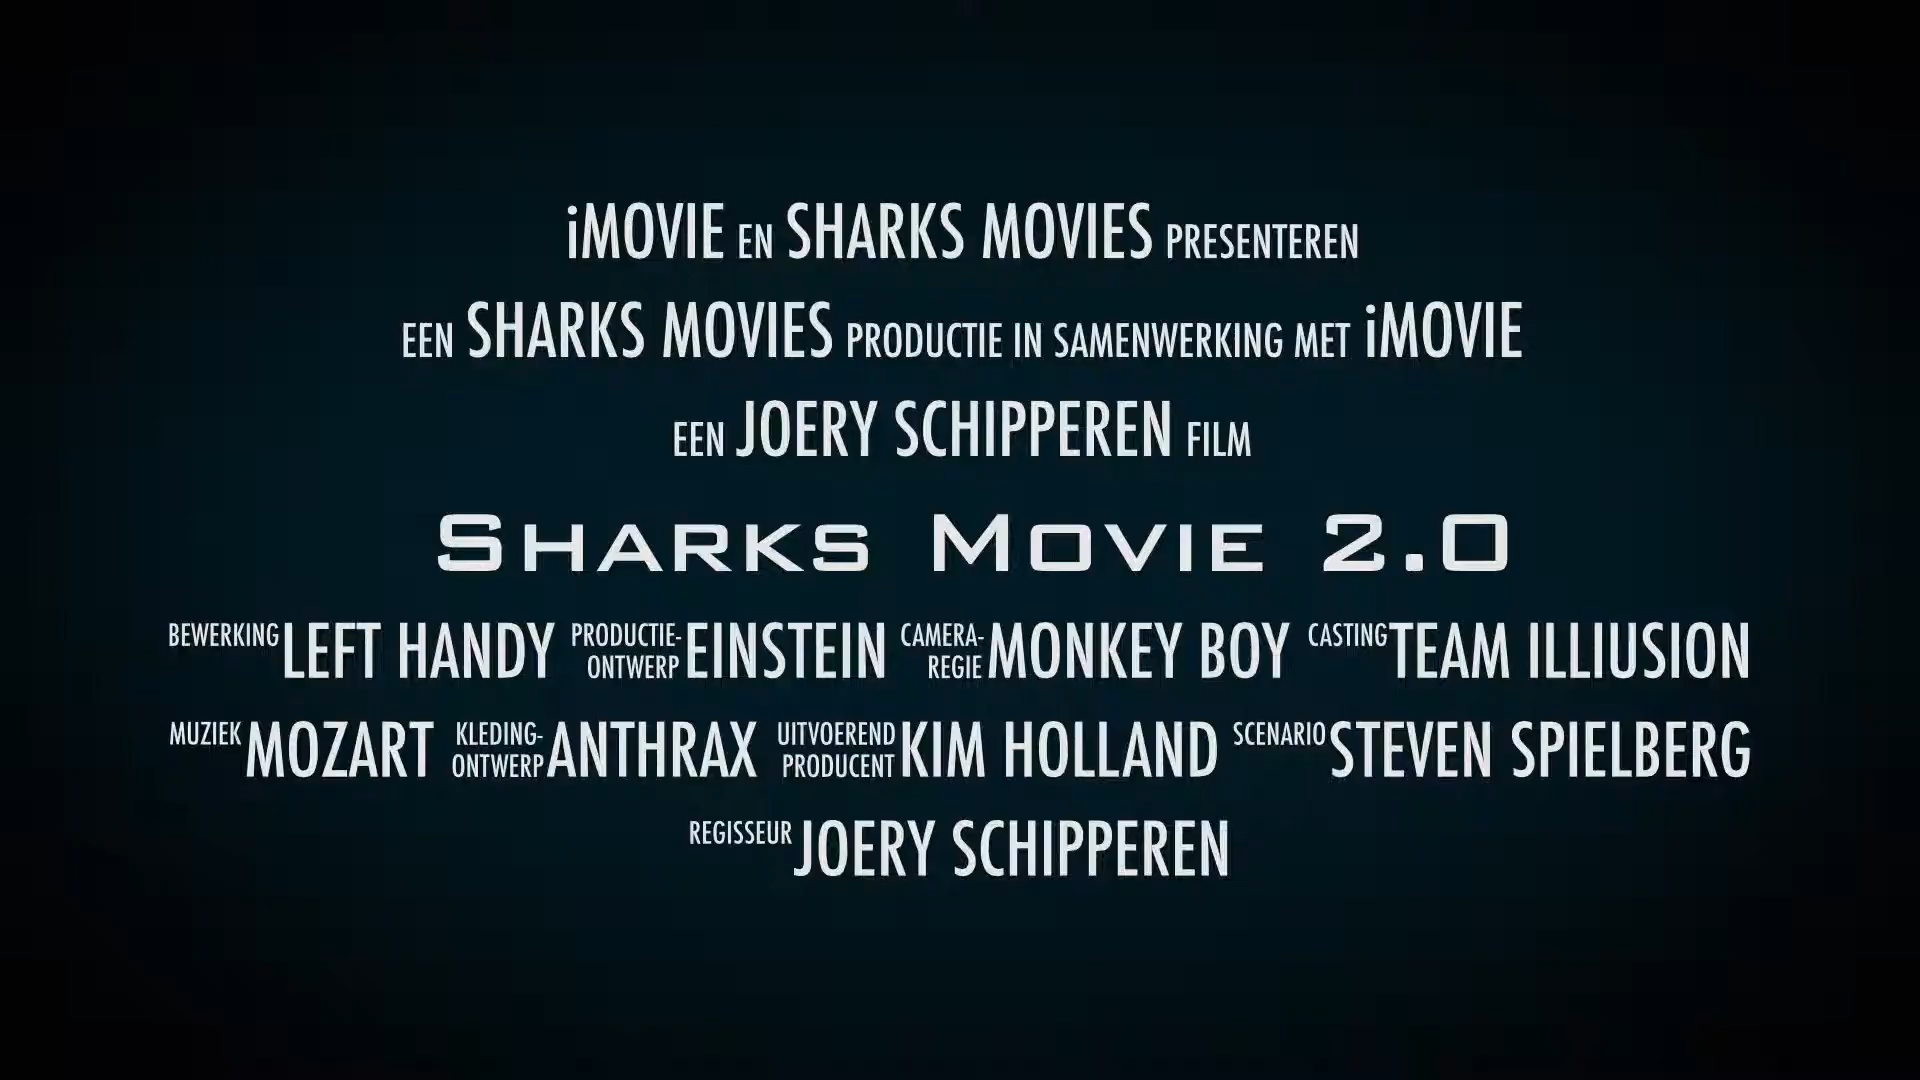 iMOVIE EN SHARKS MOVIES PRESENTEREN
EEN SHARKS MOVIES PRODUCTIE IN SAMENWERKING MET iMOVIE
EEN JOERY SCHIPPEREN FILM
SHARKS MOVIE 2.0
BEWERKING LEFT HANDY PRODUCTIE-ONTWERP EINSTEIN CAMERA-REGIE MONKEY BOY CASTING TEAM ILLIUSION
MUZIEK MOZART KLEDING-ONTWERP ANTHRAX UITVOEREND PRODUCENT KIM HOLLAND SCENARIO STEVEN SPIELBERG
REGISSEUR JOERY SCHIPPEREN